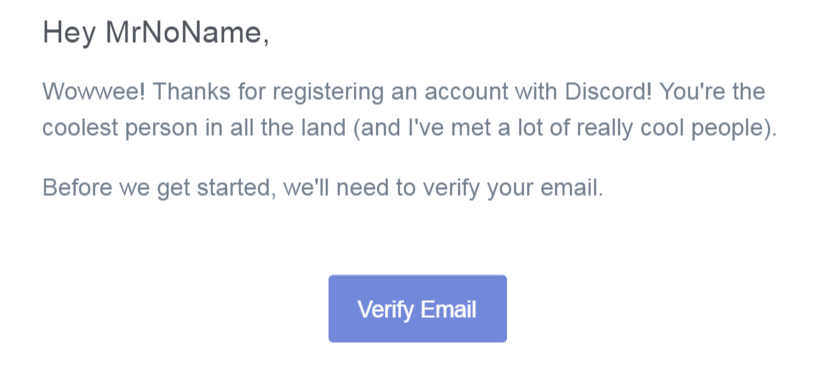 Hey MrNoName,
Wowwee! Thanks for registering an account with Discord! You're the
coolest person in all the land (and I've met a lot of really cool people).
Before we get started, we'll need to verify your email.
Verify Email